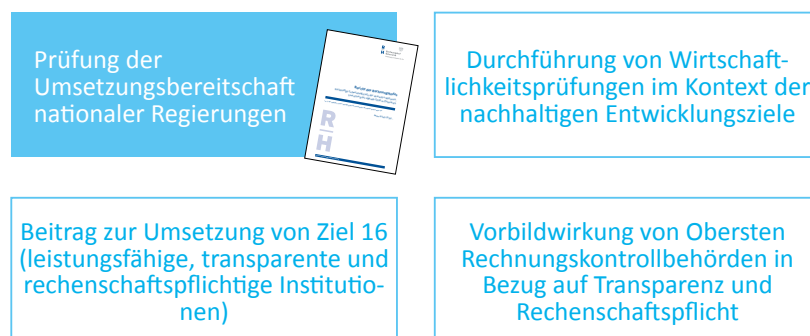 Prüfung der
Umsetzungsbereitschaft
nationaler Regierungen
R
H
Durchführung von Wirtschaft-
lichkeitsprüfungen im Kontext der
nachhaltigen Entwicklungsziele
Beitrag zur Umsetzung von Ziel 16
(leistungsfähige, transparente und
rechenschaftspflichtige Institutio-
nen)
Vorbildwirkung von Obersten
Rechnungskontrollbehörden in
Bezug auf Transparenz und
Rechenschaftspflicht